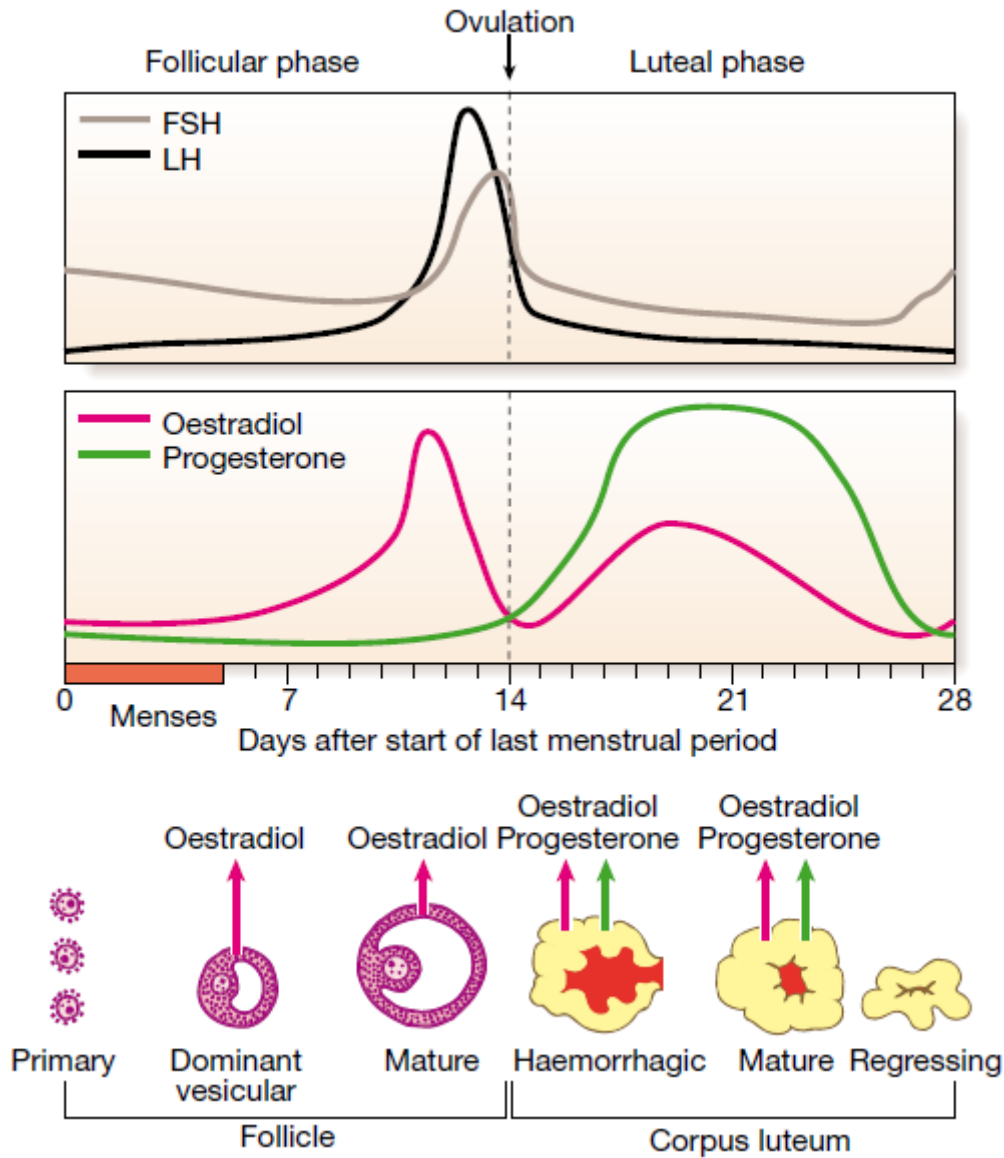 Ovulation
Follicular phase
Luteal phase
FSH
LH
Oestradiol
Progesterone
0 7 14 21 28
Menses
Days after start of last menstrual period
Oestradiol
Oestradiol
Oestradiol
Progesterone
Oestradiol
Progesterone
Primary
Dominant
vesicular
Mature
Haemorrhagic
Mature
Regressing
Follicle
Corpus luteum